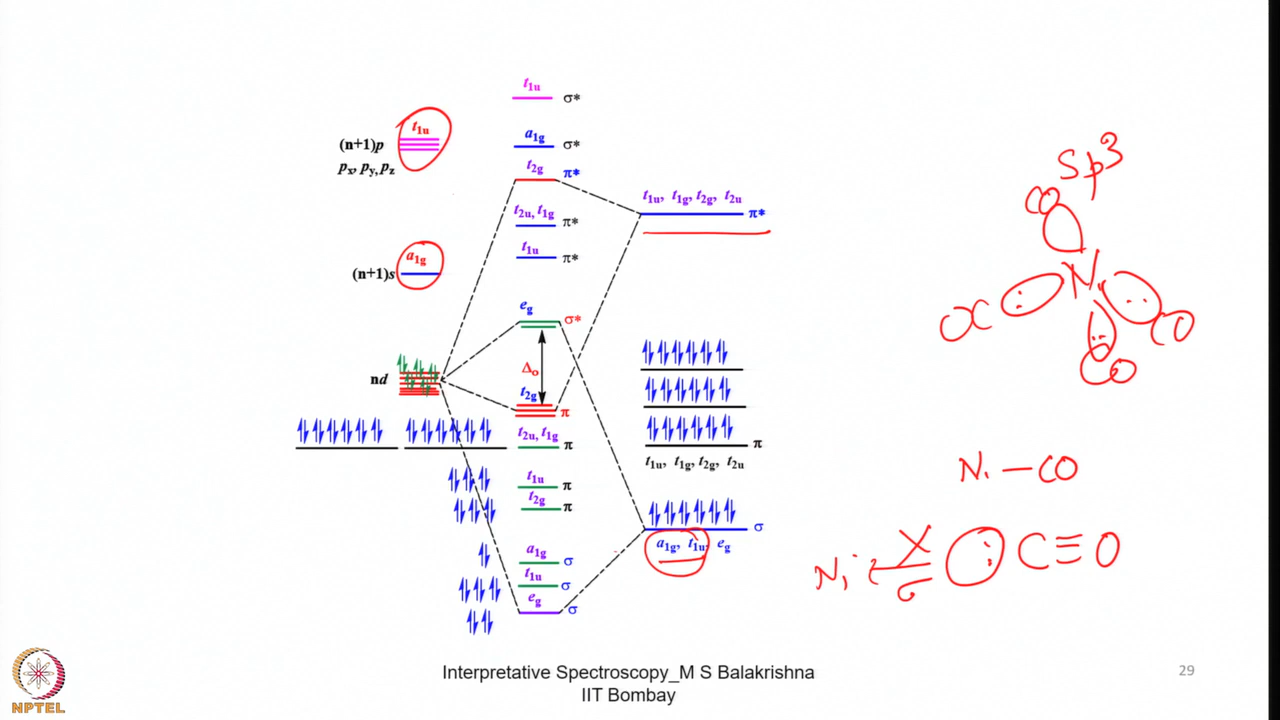 t1u
σ*
a1g
σ*
t2g
π*
t2u, t1g
π*
t1u
π*
eg
σ*
Δo
t2g
π
t2u, t1g
π
t1u
π
t2g
π
a1g
σ
t1u
σ
eg
σ
t1u
(n+1)p
px, py, pz
a1g
(n+1)s
nd
t1u, t1g, t2g, t2u
π*
π
t1u, t1g, t2g, t2u
σ
a1g, t1u, eg
Sp3
CO
Ni
OC
CO
CO
Ni — CO
Ni
X
σ
: C≡O
Interpretative Spectroscopy_M S Balakrishna
IIT Bombay
29
NPTEL